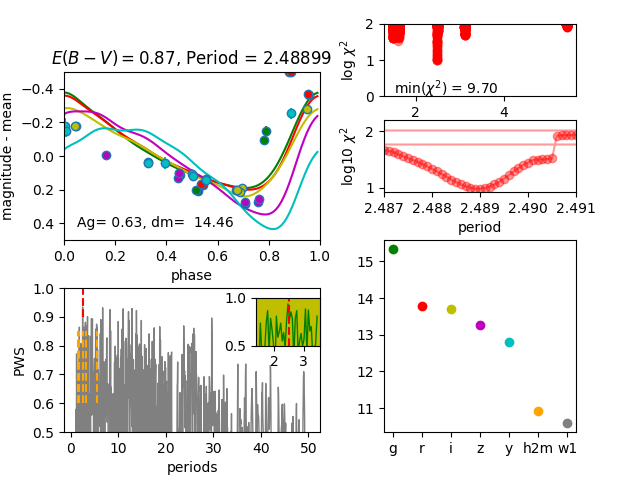 E(B − V) = 0.87, Period = 2.48899
magnitude - mean
−0.4
−0.2
0.0
0.2
0.4
Ag= 0.63, dm= 14.46
0.0 0.2 0.4 0.6 0.8 1.0
phase
log χ²
2
1
0
min(χ²) = 9.70
2 4
log10 χ²
2
1
2.487 2.488 2.489 2.490 2.491
period
PWS
1.0
0.9
0.8
0.7
0.6
0.5
1.0
0.5
2 3
0 10 20 30 40 50
periods
15
14
13
12
11
g r i z y h2m w1